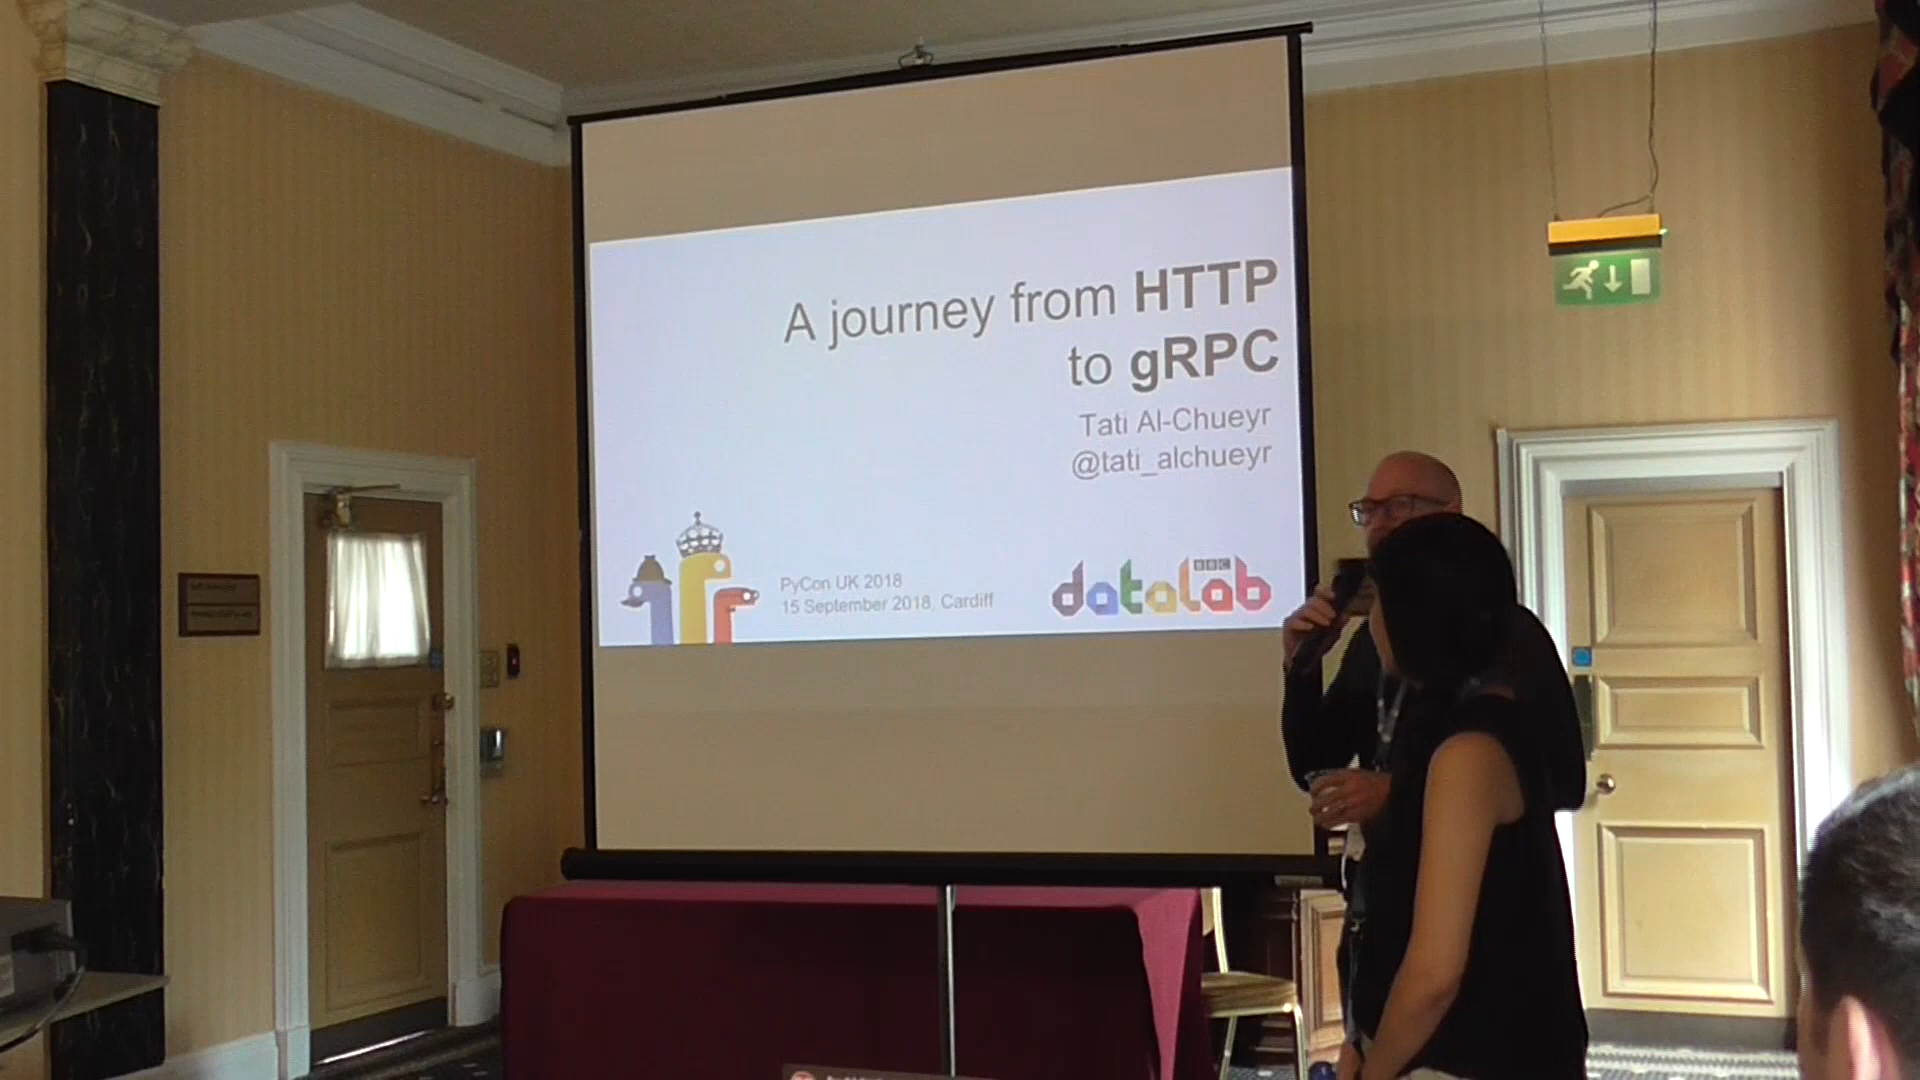 A journey from HTTP
to gRPC
Tati Al-Chueyr
@tati_alchueyr
PyCon UK 2018
15 September 2018, Cardiff
BBC
datalab